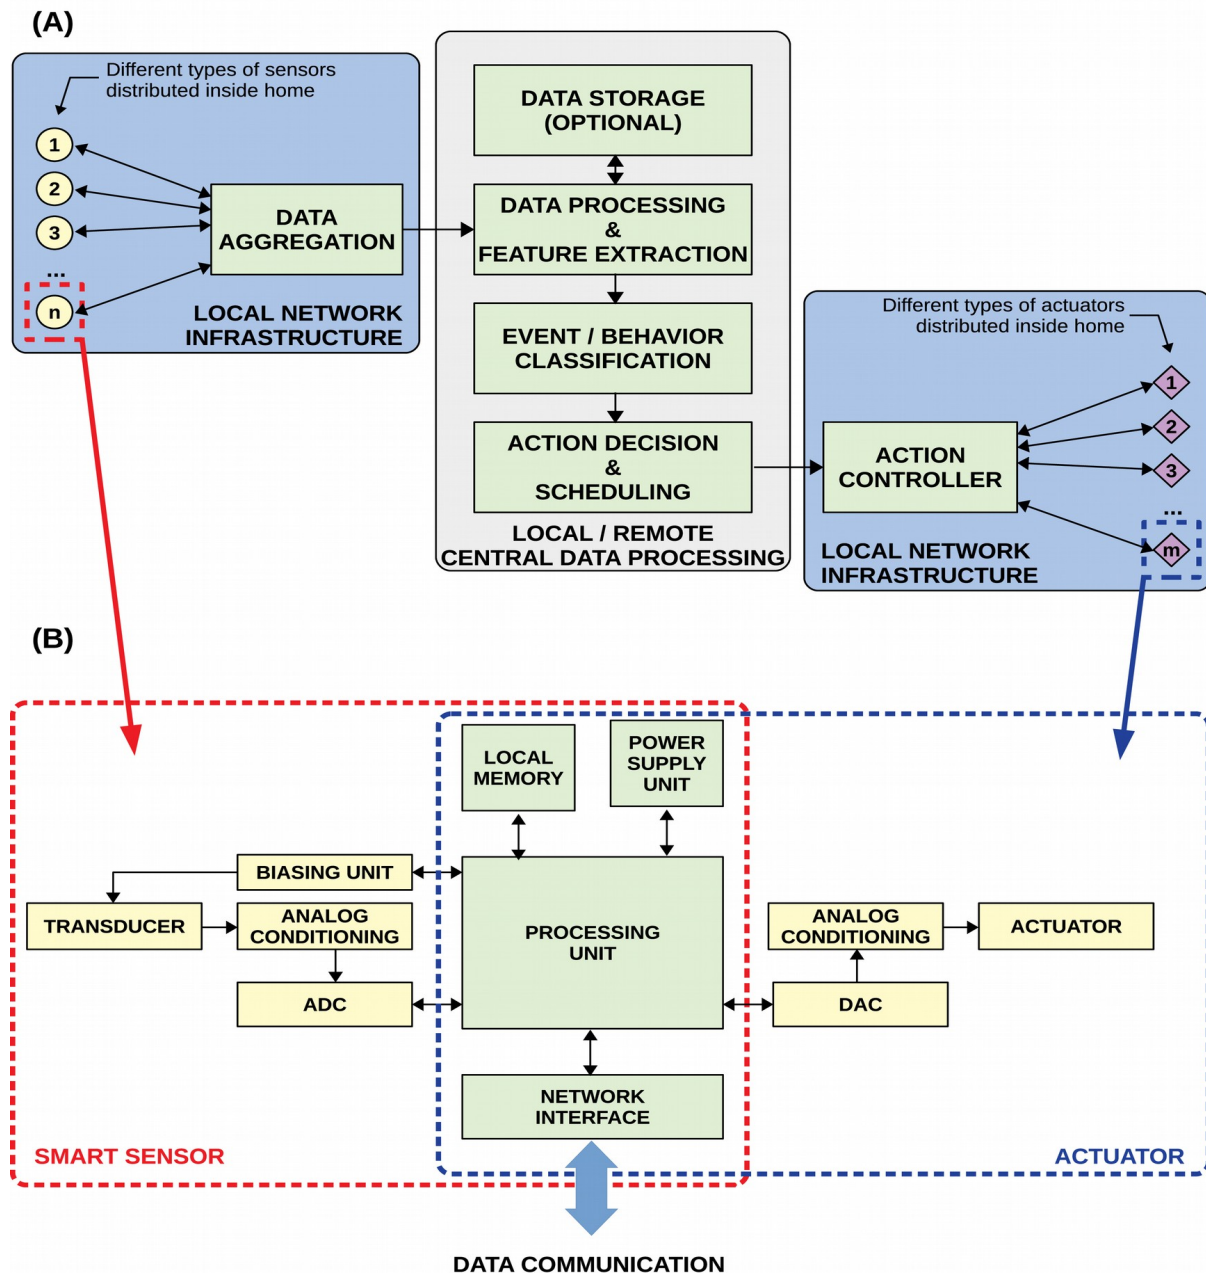 (A)
Different types of sensors
distributed inside home
1
2
3
...
n
DATA
AGGREGATION
LOCAL NETWORK
INFRASTRUCTURE
DATA STORAGE
(OPTIONAL)
DATA PROCESSING
&
FEATURE EXTRACTION
EVENT / BEHAVIOR
CLASSIFICATION
ACTION DECISION
&
SCHEDULING
LOCAL / REMOTE
CENTRAL DATA PROCESSING
Different types of actuators
distributed inside home
1
2
3
...
m
ACTION
CONTROLLER
LOCAL NETWORK
INFRASTRUCTURE
(B)
LOCAL
MEMORY
POWER
SUPPLY
UNIT
BIASING UNIT
TRANSDUCER
ANALOG
CONDITIONING
ADC
PROCESSING
UNIT
ANALOG
CONDITIONING
ACTUATOR
DAC
NETWORK
INTERFACE
SMART SENSOR
ACTUATOR
DATA COMMUNICATION